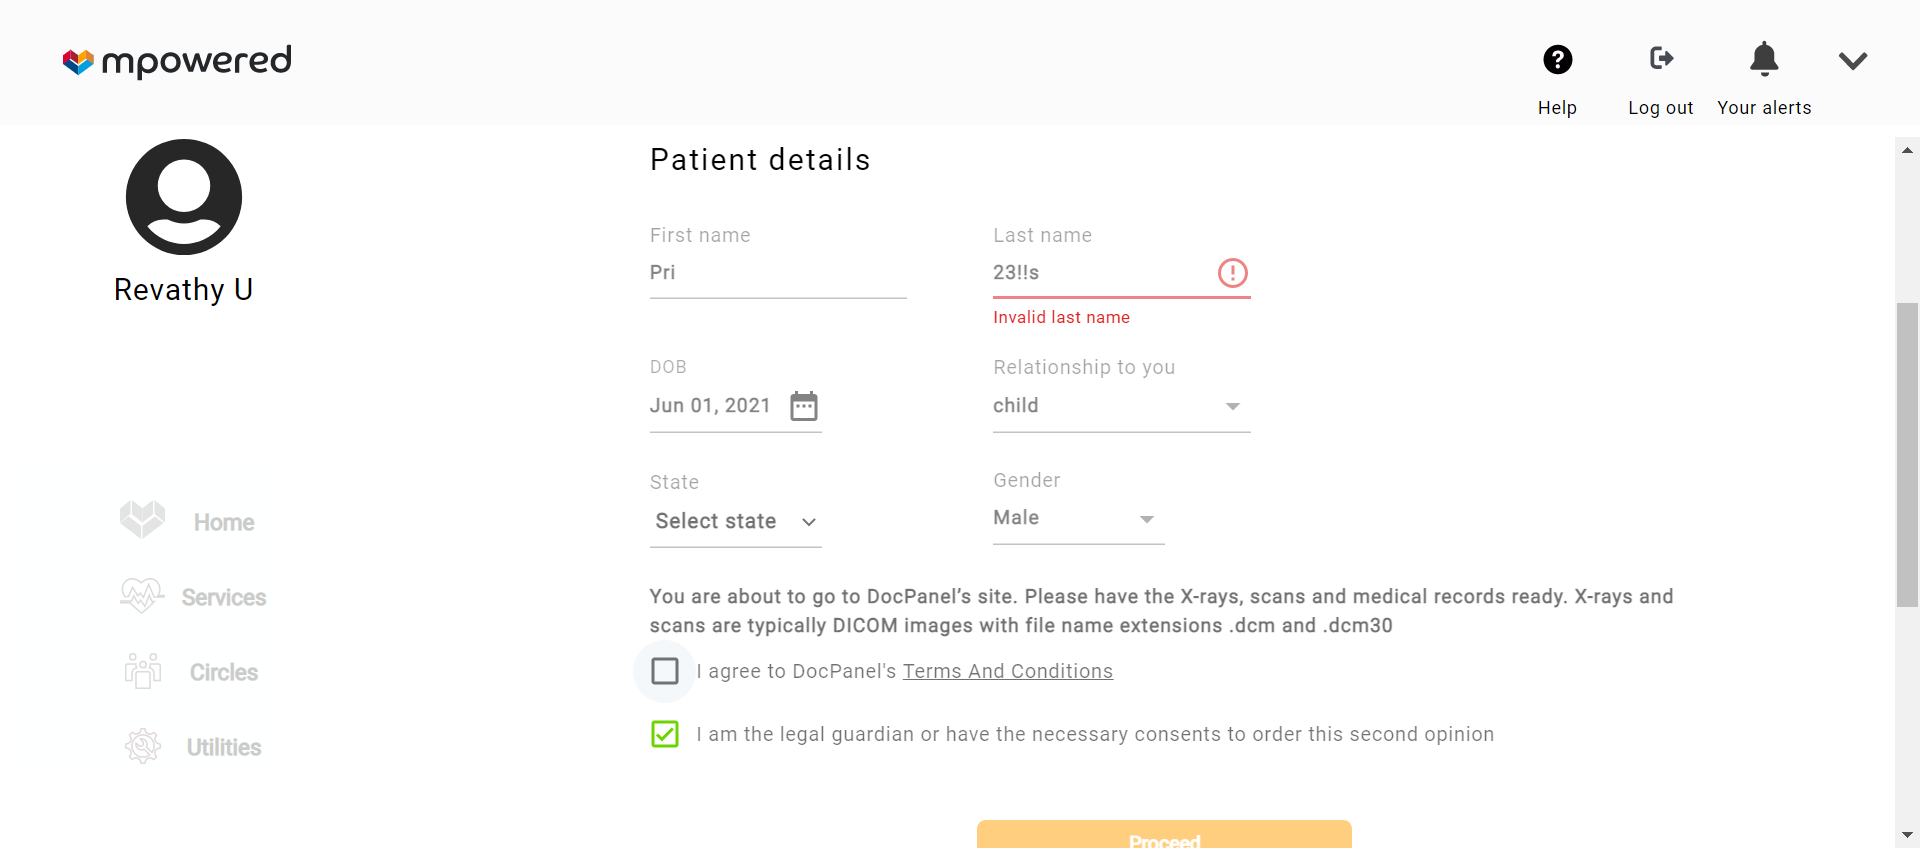 mpowered
Help
Log out
Your alerts
Revathy U
Patient details
First name
Last name
Pri
23!!s
Invalid last name
DOB
Relationship to you
Jun 01, 2021
child
State
Gender
Select state
Male
Home
Services
Circles
Utilities
You are about to go to DocPanel’s site. Please have the X-rays, scans and medical records ready. X-rays and
scans are typically DICOM images with file name extensions .dcm and .dcm30
I agree to DocPanel's Terms And Conditions
I am the legal guardian or have the necessary consents to order this second opinion
Proceed